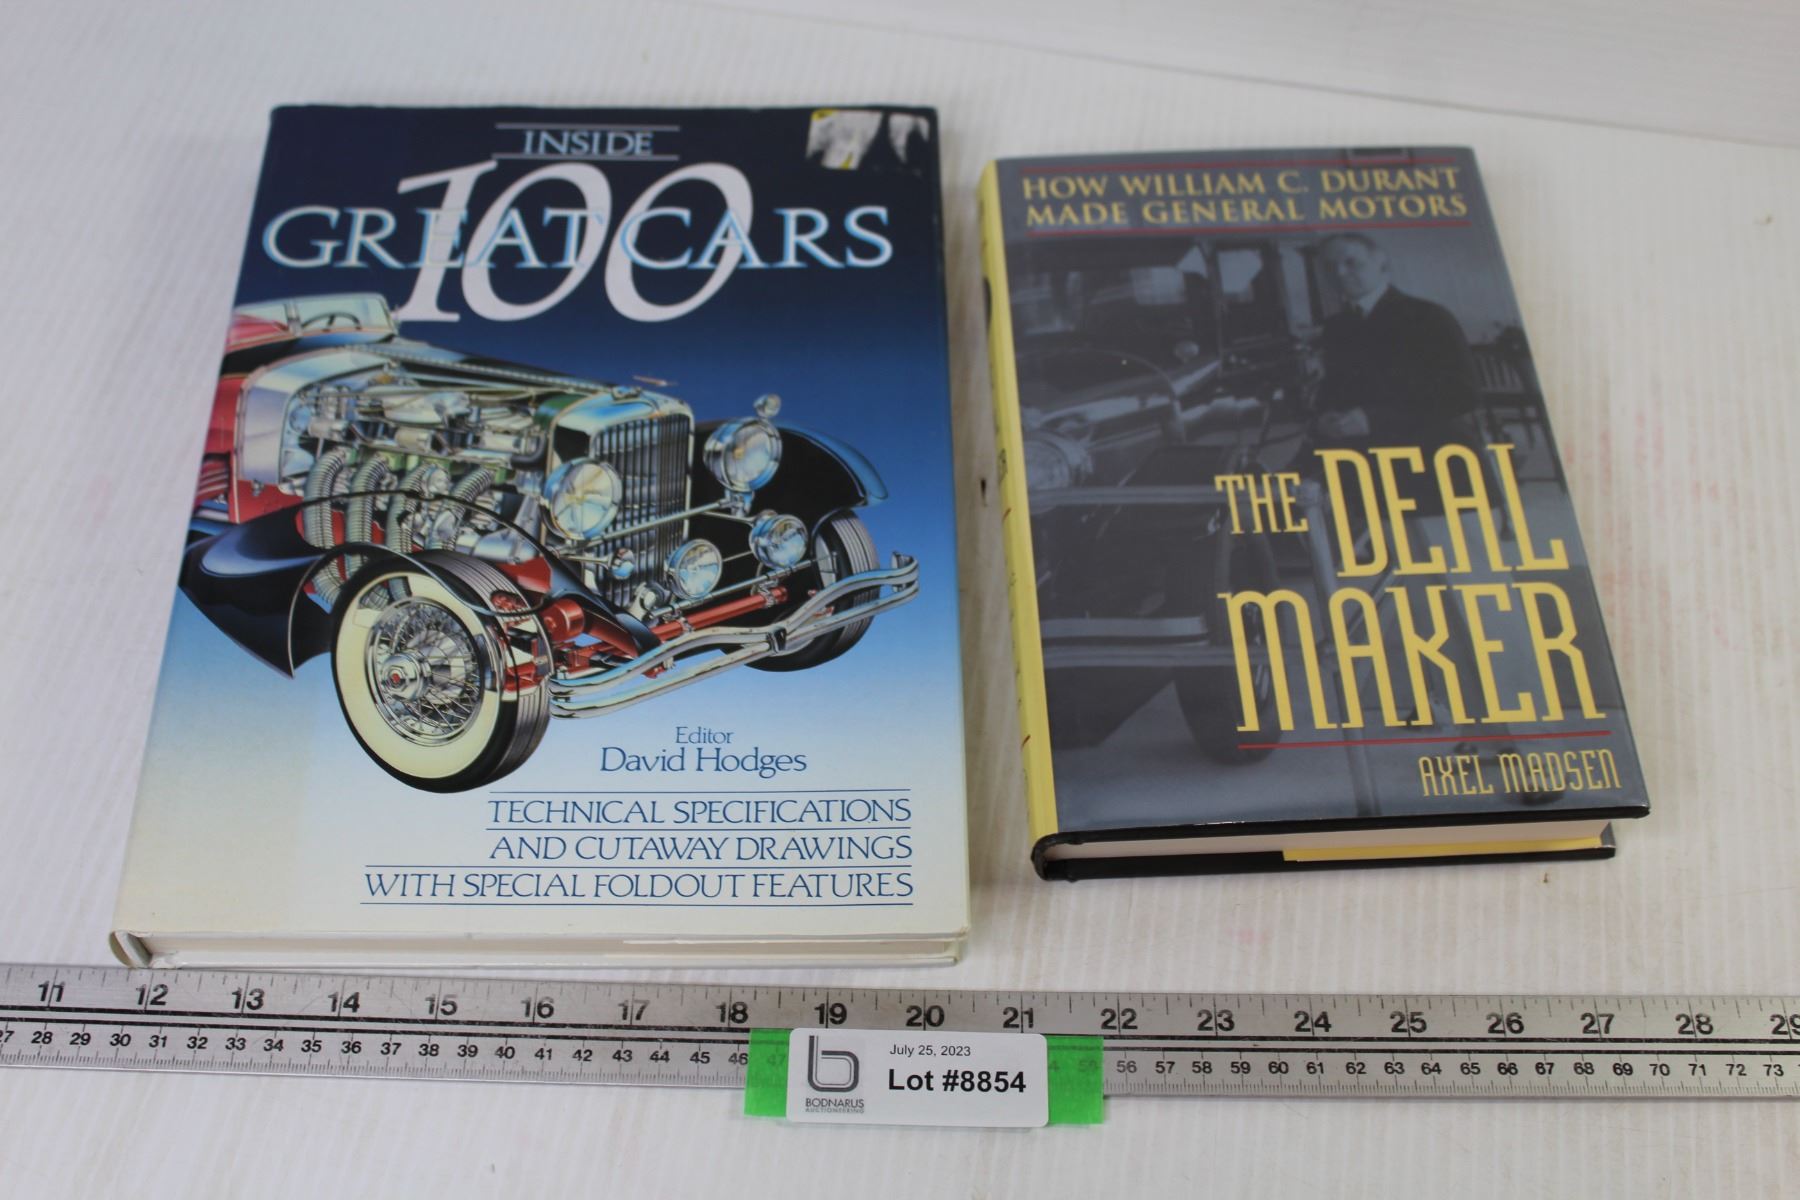 INSIDE
100
GREAT CARS
Editor
David Hodges
TECHNICAL SPECIFICATIONS
AND CUTAWAY DRAWINGS
WITH SPECIAL FOLDOUT FEATURES
HOW WILLIAM C. DURANT
MADE GENERAL MOTORS
THE DEAL
MAKER
AXEL MADSEN
11 12 13 14 15 16 17 18 19 20 21 22 23 24 25 26 27 28 29
27 28 29 30 31 32 33 34 35 36 37 38 39 40 41 42 43 44 45 46 47 55 56 57 58 59 60 61 62 63 64 65 66 67 68 69 70 71 72 73
July 25, 2023
Lot #8854
BODNARUS
AUCTIONEERING